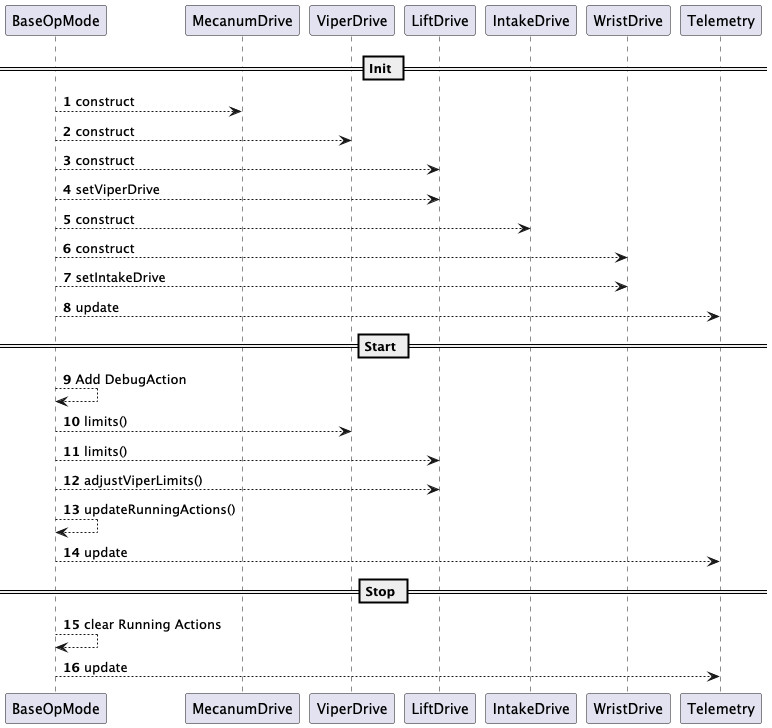 BaseOpMode MecanumDrive ViperDrive LiftDrive IntakeDrive WristDrive Telemetry
Init
1 construct
2 construct
3 construct
4 setViperDrive
5 construct
6 construct
7 setIntakeDrive
8 update
Start
9 Add DebugAction
10 limits()
11 limits()
12 adjustViperLimits()
13 updateRunningActions()
14 update
Stop
15 clear Running Actions
16 update
BaseOpMode MecanumDrive ViperDrive LiftDrive IntakeDrive WristDrive Telemetry